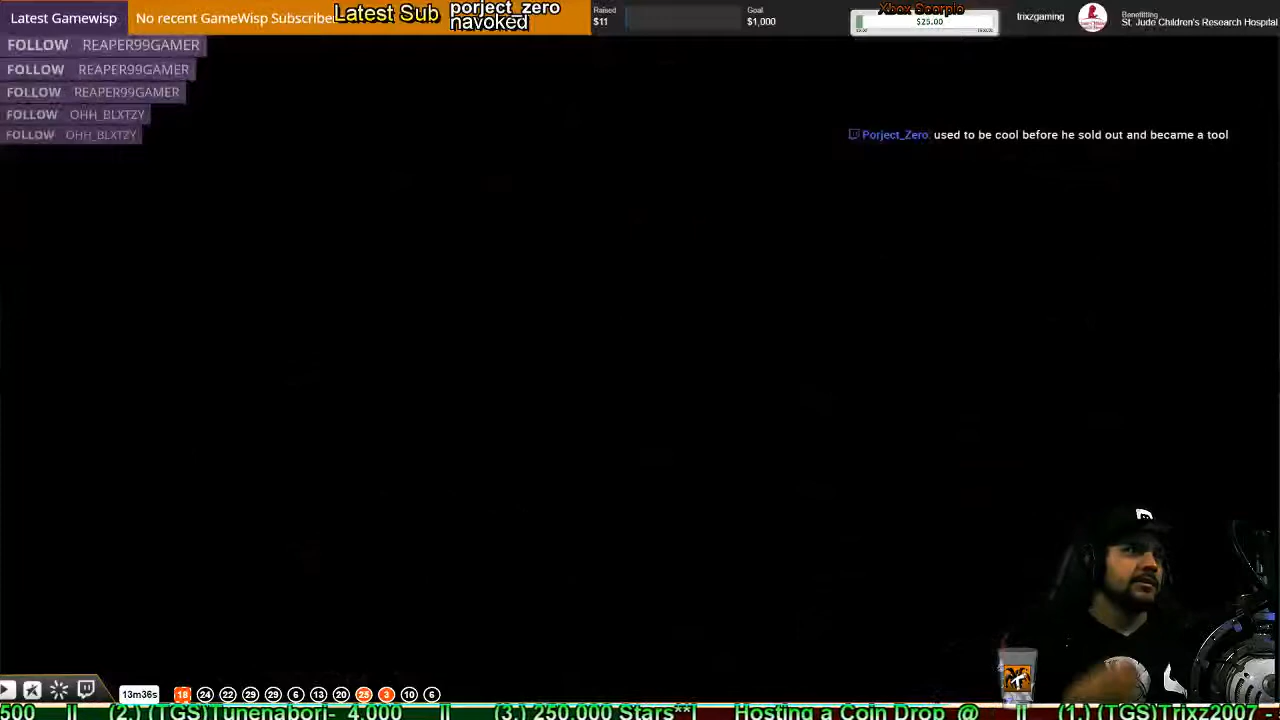 Latest Gamewisp
No recent GameWisp Subscribe
Latest Sub
porject_zero
navoked
Raised
$11
Goal
$1,000
Xbox Scorpio
$25.00
trixzgaming
Benefitting
St. Jude Children's Research Hospital
FOLLOW REAPER99GAMER
FOLLOW REAPER99GAMER
FOLLOW REAPER99GAMER
FOLLOW OHH_BLXTZY
FOLLOW OHH_BLXTZY
Porject_Zero: used to be cool before he sold out and became a tool
13m36s 18 24 22 29 29 6 13 20 25 3 10 6
500 || (2.) (TGS)Tunenabori- 4,000 || (3.) 250,000 Stars**] Hosting a Coin Drop @ || (1.) (TGS)Trixz2007 -